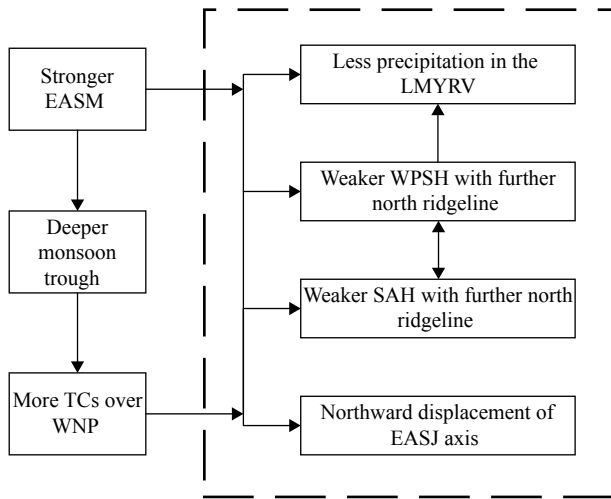 Stronger
EASM
Deeper
monsoon
trough
More TCs over
WNP
Less precipitation in the
LMYRV
Weaker WPSH with further
north ridgeline
Weaker SAH with further north
ridgeline
Northward displacement of
EASJ axis